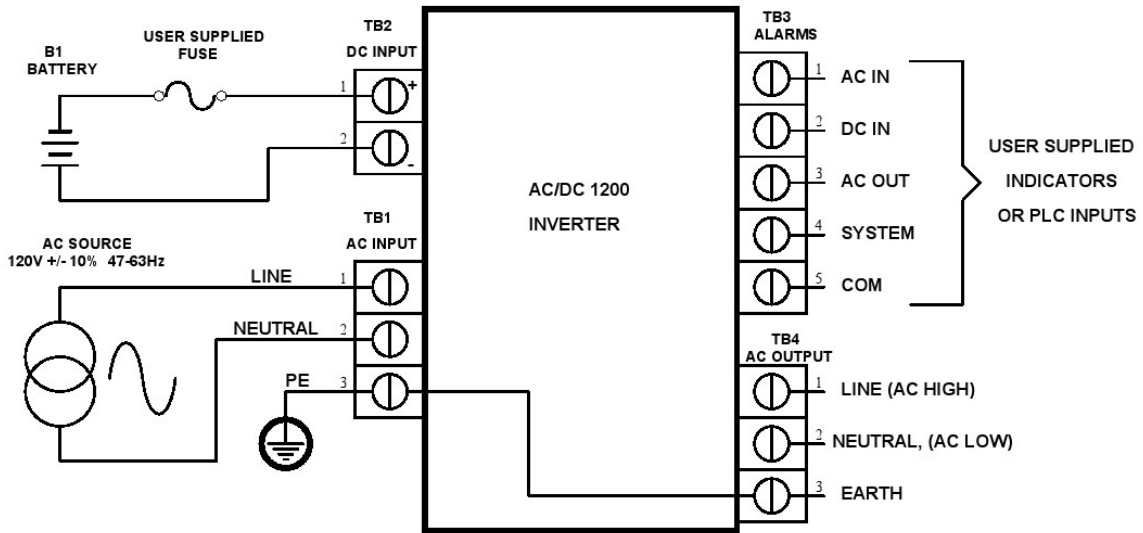 B1
BATTERY
USER SUPPLIED
FUSE
TB2
DC INPUT
1
+
2
-
AC SOURCE
120V +/- 10% 47-63Hz
TB1
AC INPUT
LINE
1
NEUTRAL
2
PE
3
AC/DC 1200
INVERTER
TB3
ALARMS
1
AC IN
2
DC IN
3
AC OUT
4
SYSTEM
5
COM
USER SUPPLIED
INDICATORS
OR PLC INPUTS
TB4
AC OUTPUT
1
LINE (AC HIGH)
2
NEUTRAL, (AC LOW)
3
EARTH